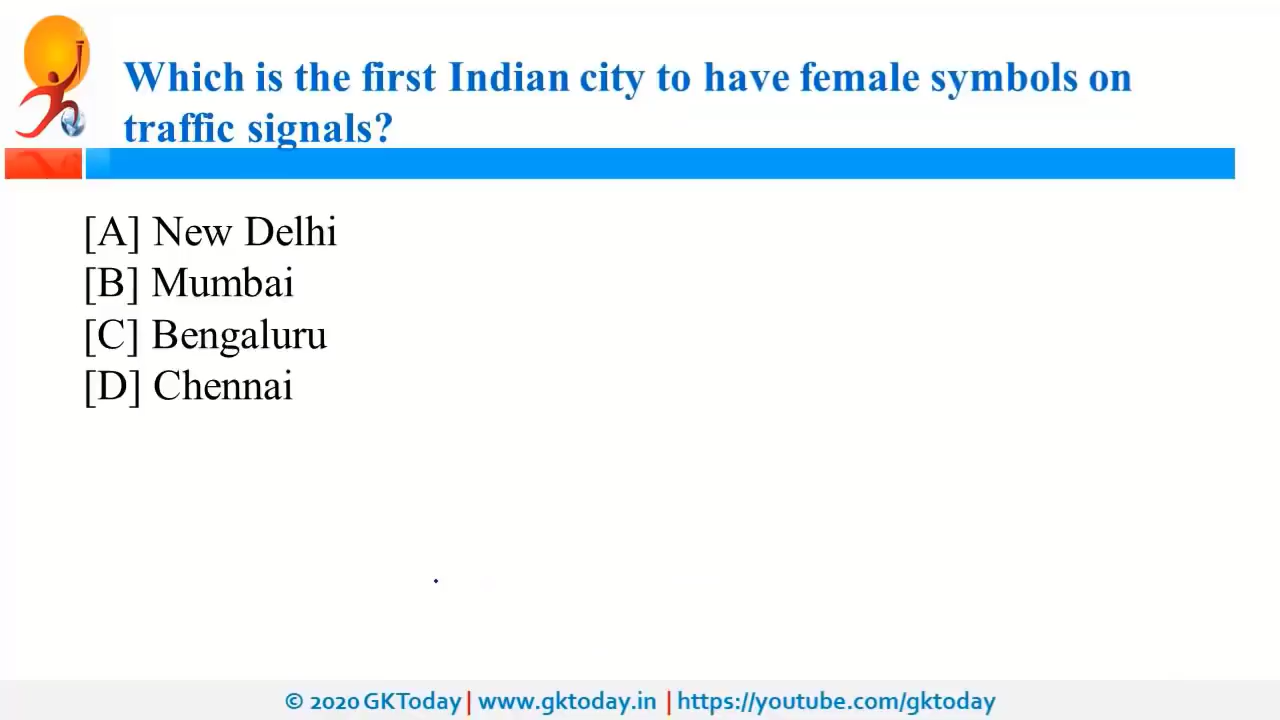 Which is the first Indian city to have female symbols on
traffic signals?
[A] New Delhi
[B] Mumbai
[C] Bengaluru
[D] Chennai
© 2020 GKToday | www.gktoday.in | https://youtube.com/gktoday